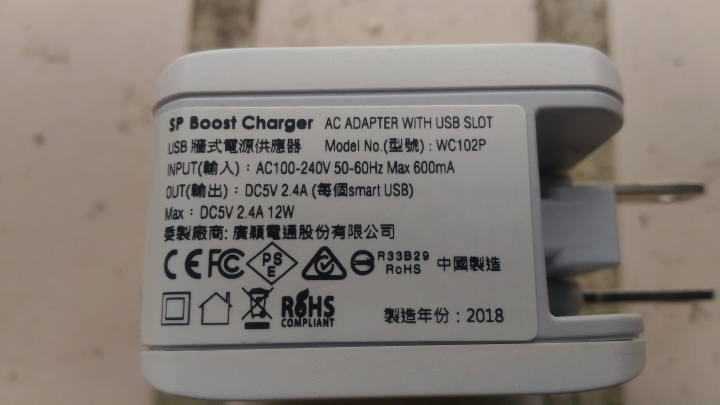 SP Boost Charger AC ADAPTER WITH USB SLOT
USB 牆式電源供應器 Model No.(型號) : WC102P
INPUT(輸入) : AC100-240V 50-60Hz Max 600mA
OUT(輸出) : DC5V 2.4A (每個smart USB)
Max : DC5V 2.4A 12W
委製廠商: 廣穎電通股份有限公司
CE FC PS E R33B29 RoHS 中國製造
RoHS COMPLIANT 製造年份 : 2018